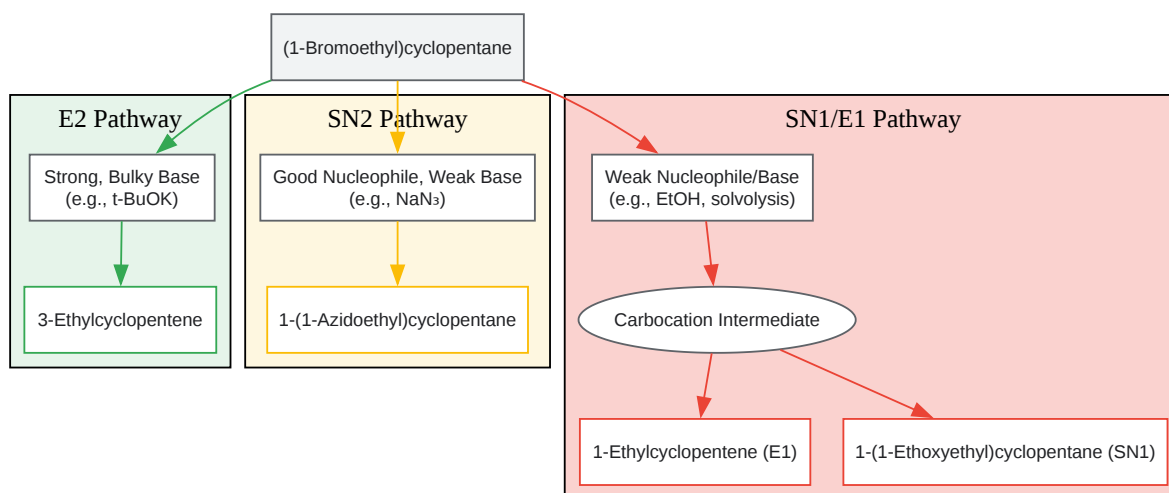 (1-Bromoethyl)cyclopentane
E2 Pathway
SN2 Pathway
SN1/E1 Pathway
Strong, Bulky Base
(e.g., t-BuOK)
Good Nucleophile, Weak Base
(e.g., NaN₃)
Weak Nucleophile/Base
(e.g., EtOH, solvolysis)
3-Ethylcyclopentene
1-(1-Azidoethyl)cyclopentane
Carbocation Intermediate
1-Ethylcyclopentene (E1)
1-(1-Ethoxyethyl)cyclopentane (SN1)